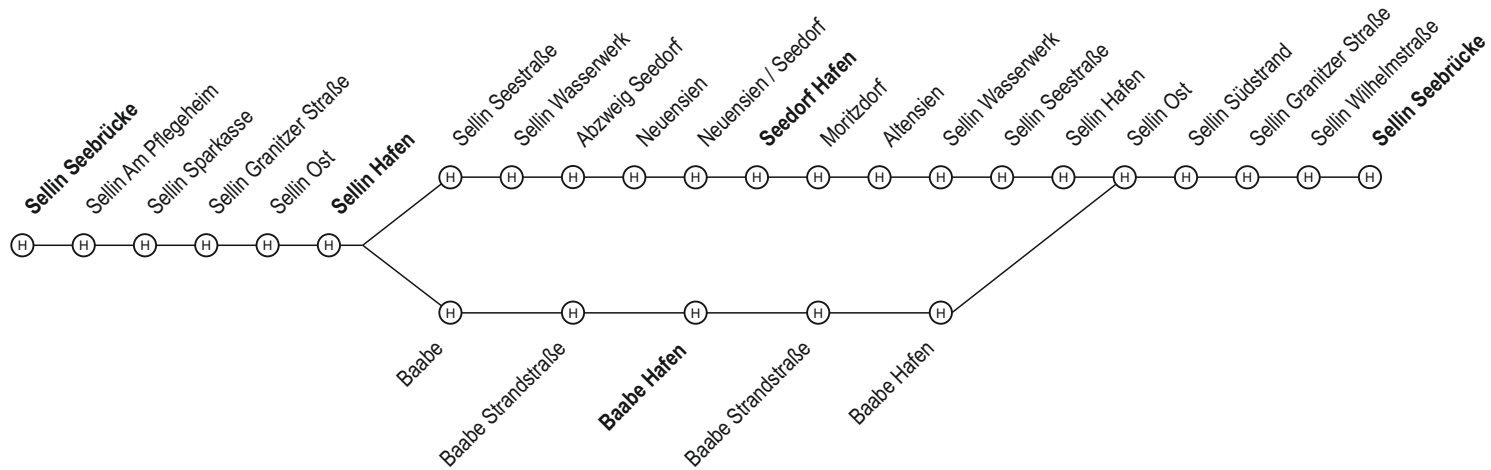 Sellin Seebrücke
Sellin Am Pflegeheim
Sellin Sparkasse
Sellin Granitzer Straße
Sellin Ost
Sellin Hafen
Sellin Seestraße
Sellin Wasserwerk
Abzweig Seedorf
Neuensien
Neuensien / Seedorf
Seedorf Hafen
Moritzdorf
Altensien
Sellin Wasserwerk
Sellin Seestraße
Sellin Hafen
Sellin Ost
Sellin Südstrand
Sellin Granitzer Straße
Sellin Wilhelmstraße
Sellin Seebrücke
H H H H H H H H H H H H H H H H
H H H H H H
H H H H H
Baabe
Baabe Strandstraße
Baabe Hafen
Baabe Strandstraße
Baabe Hafen